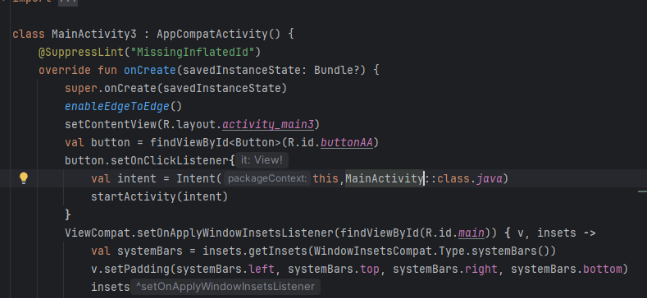 import ...
class MainActivity3 : AppCompatActivity() {
@SuppressLint("MissingInflatedId")
override fun onCreate(savedInstanceState: Bundle?) {
super.onCreate(savedInstanceState)
enableEdgeToEdge()
setContentView(R.layout.activity_main3)
val button = findViewById<Button>(R.id.buttonAA)
button.setOnClickListener{ it: View!
val intent = Intent( packageContext: this,MainActivity::class.java)
startActivity(intent)
}
ViewCompat.setOnApplyWindowInsetsListener(findViewById(R.id.main)) { v, insets ->
val systemBars = insets.getInsets(WindowInsetsCompat.Type.systemBars())
v.setPadding(systemBars.left, systemBars.top, systemBars.right, systemBars.bottom)
insets ^setOnApplyWindowInsetsListener